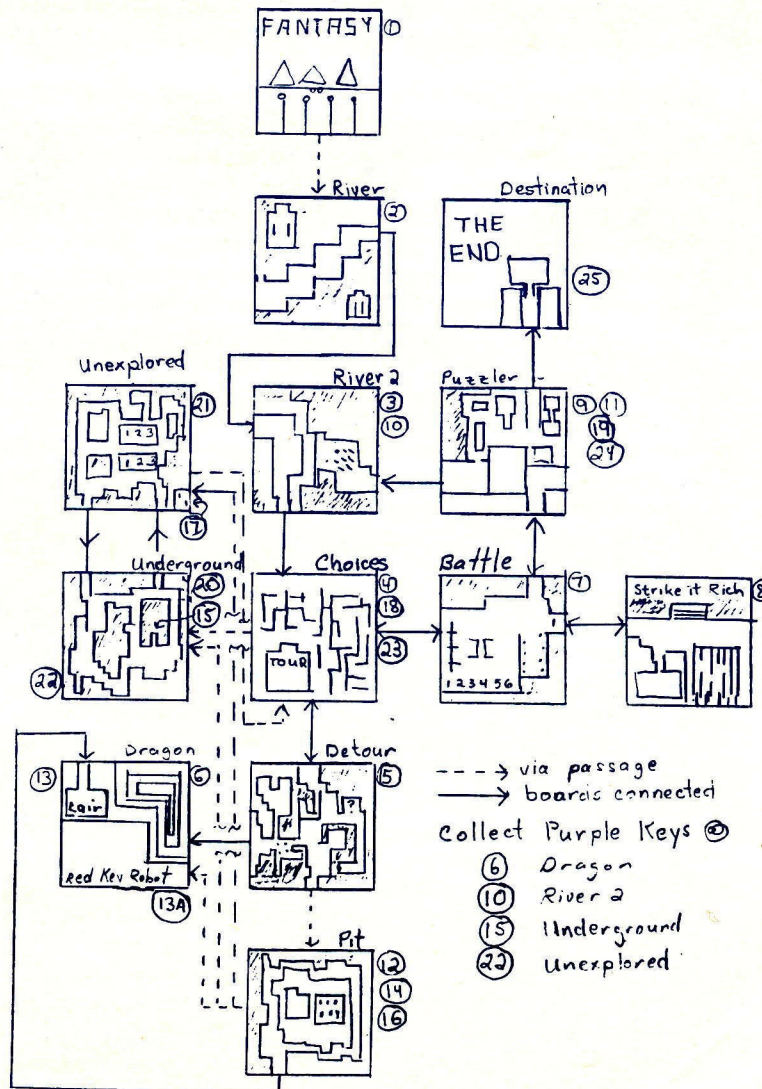 FANTASY ①
River
②
Destination
THE
END
㉕
Unexplored
㉑
1 2 3
1 2 3
⑰
River 2
③
⑩
Puzzler
⑨ ⑪
⑲
㉔
Underground
⑳
⑮
㉒
Choices
④
⑱
㉓
TOUR
Battle
⑦
1 2 3 4 5 6
Strike it Rich
⑧
Dragon
⑬
⑥
Lair
Red Key Robot
(13A)
Detour
⑤
?
via passage
boards connected
Collect Purple Keys
⑥ Dragon
⑩ River 2
⑮ Underground
㉒ Unexplored
Pit
⑫
⑭
⑯